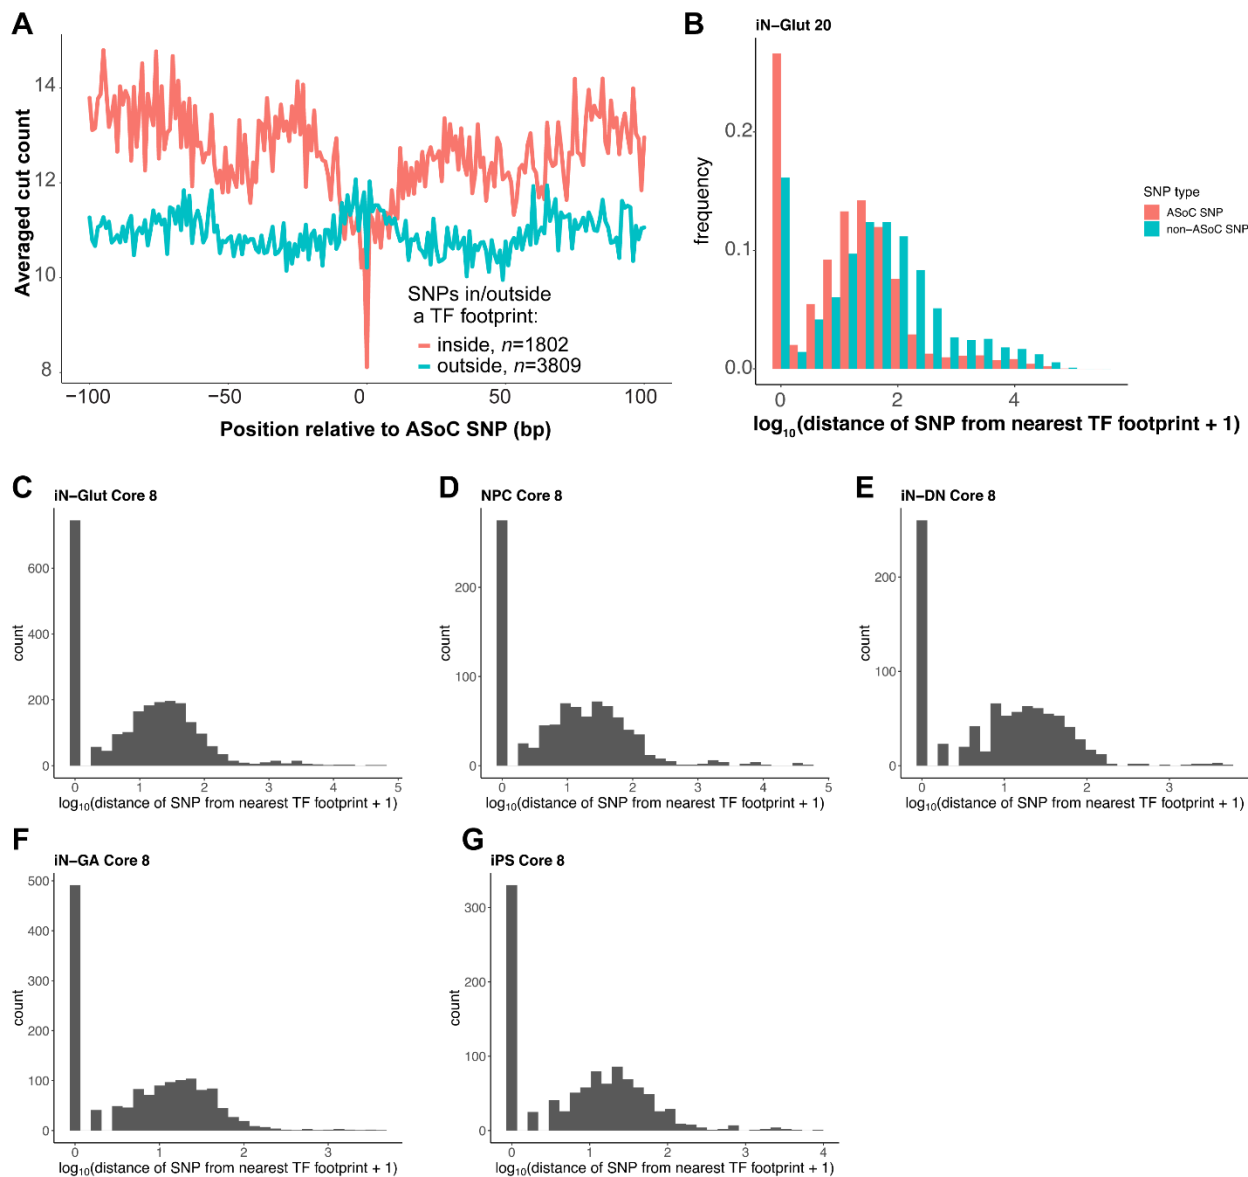 A
14
12
10
8
Averaged cut count
SNPs in/outside
a TF footprint:
inside, n=1802
outside, n=3809
−100
−50
0
50
100
Position relative to ASoC SNP (bp)
B
iN−Glut 20
0.2
0.1
0.0
frequency
0
2
4
log10(distance of SNP from nearest TF footprint + 1)
SNP type
ASoC SNP
non−ASoC SNP
C
iN−Glut Core 8
600
400
200
0
count
0
1
2
3
4
5
log10(distance of SNP from nearest TF footprint + 1)
D
NPC Core 8
200
100
0
count
0
1
2
3
4
5
log10(distance of SNP from nearest TF footprint + 1)
E
iN−DN Core 8
200
100
0
count
0
1
2
3
log10(distance of SNP from nearest TF footprint + 1)
F
iN−GA Core 8
500
400
300
200
100
0
count
0
1
2
3
log10(distance of SNP from nearest TF footprint + 1)
G
iPS Core 8
300
200
100
0
count
0
1
2
3
4
log10(distance of SNP from nearest TF footprint + 1)